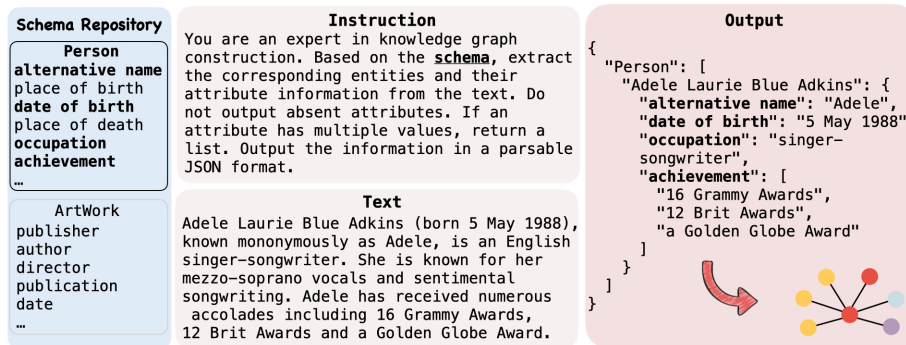 Schema Repository
Person
alternative name
place of birth
date of birth
place of death
occupation
achievement
…
ArtWork
publisher
author
director
publication
date
…
Instruction
You are an expert in knowledge graph
construction. Based on the schema, extract
the corresponding entities and their
attribute information from the text. Do
not output absent attributes. If an
attribute has multiple values, return a
list. Output the information in a parsable
JSON format.
Text
Adele Laurie Blue Adkins (born 5 May 1988),
known mononymously as Adele, is an English
singer-songwriter. She is known for her
mezzo-soprano vocals and sentimental
songwriting. Adele has received numerous
accolades including 16 Grammy Awards,
12 Brit Awards and a Golden Globe Award.
Output
{
"Person": [
"Adele Laurie Blue Adkins": {
"alternative name": "Adele",
"date of birth": "5 May 1988"
"occupation": "singer-
songwriter",
"achievement": [
"16 Grammy Awards",
"12 Brit Awards",
"a Golden Globe Award"
]
}
]
}